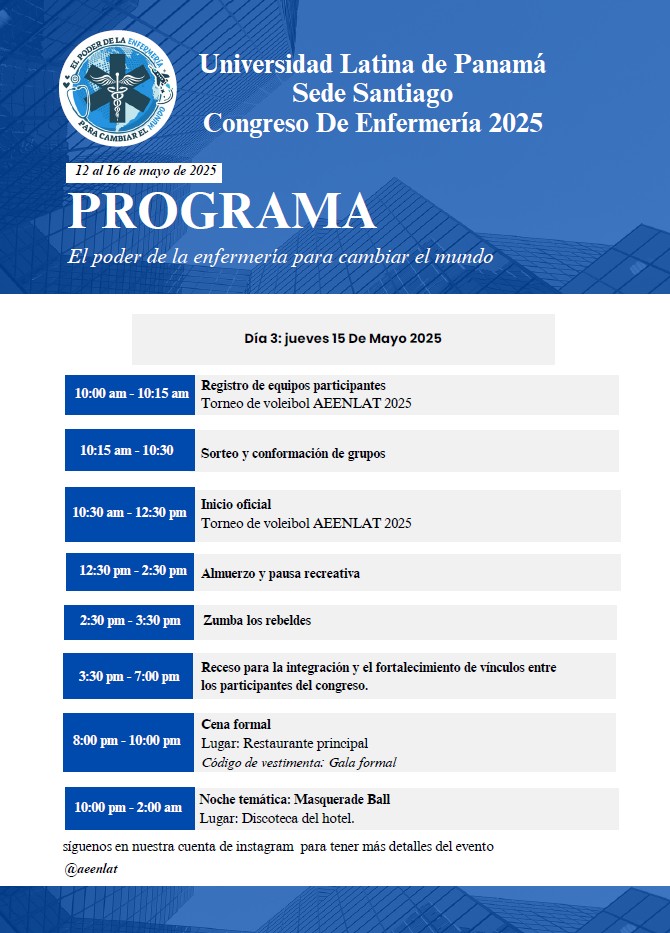 EL PODER DE LA ENFERMERÍA
PARA CAMBIAR EL MUNDO
Universidad Latina de Panamá
Sede Santiago
Congreso De Enfermería 2025
12 al 16 de mayo de 2025
PROGRAMA
El poder de la enfermería para cambiar el mundo
Día 3: jueves 15 De Mayo 2025
10:00 am - 10:15 am
Registro de equipos participantes
Torneo de voleibol AEENLAT 2025
10:15 am - 10:30
Sorteo y conformación de grupos
10:30 am - 12:30 pm
Inicio oficial
Torneo de voleibol AEENLAT 2025
12:30 pm - 2:30 pm
Almuerzo y pausa recreativa
2:30 pm - 3:30 pm
Zumba los rebeldes
3:30 pm - 7:00 pm
Receso para la integración y el fortalecimiento de vínculos entre
los participantes del congreso.
8:00 pm - 10:00 pm
Cena formal
Lugar: Restaurante principal
Código de vestimenta: Gala formal
10:00 pm - 2:00 am
Noche temática: Masquerade Ball
Lugar: Discoteca del hotel.
síguenos en nuestra cuenta de instagram para tener más detalles del evento
@aeenlat